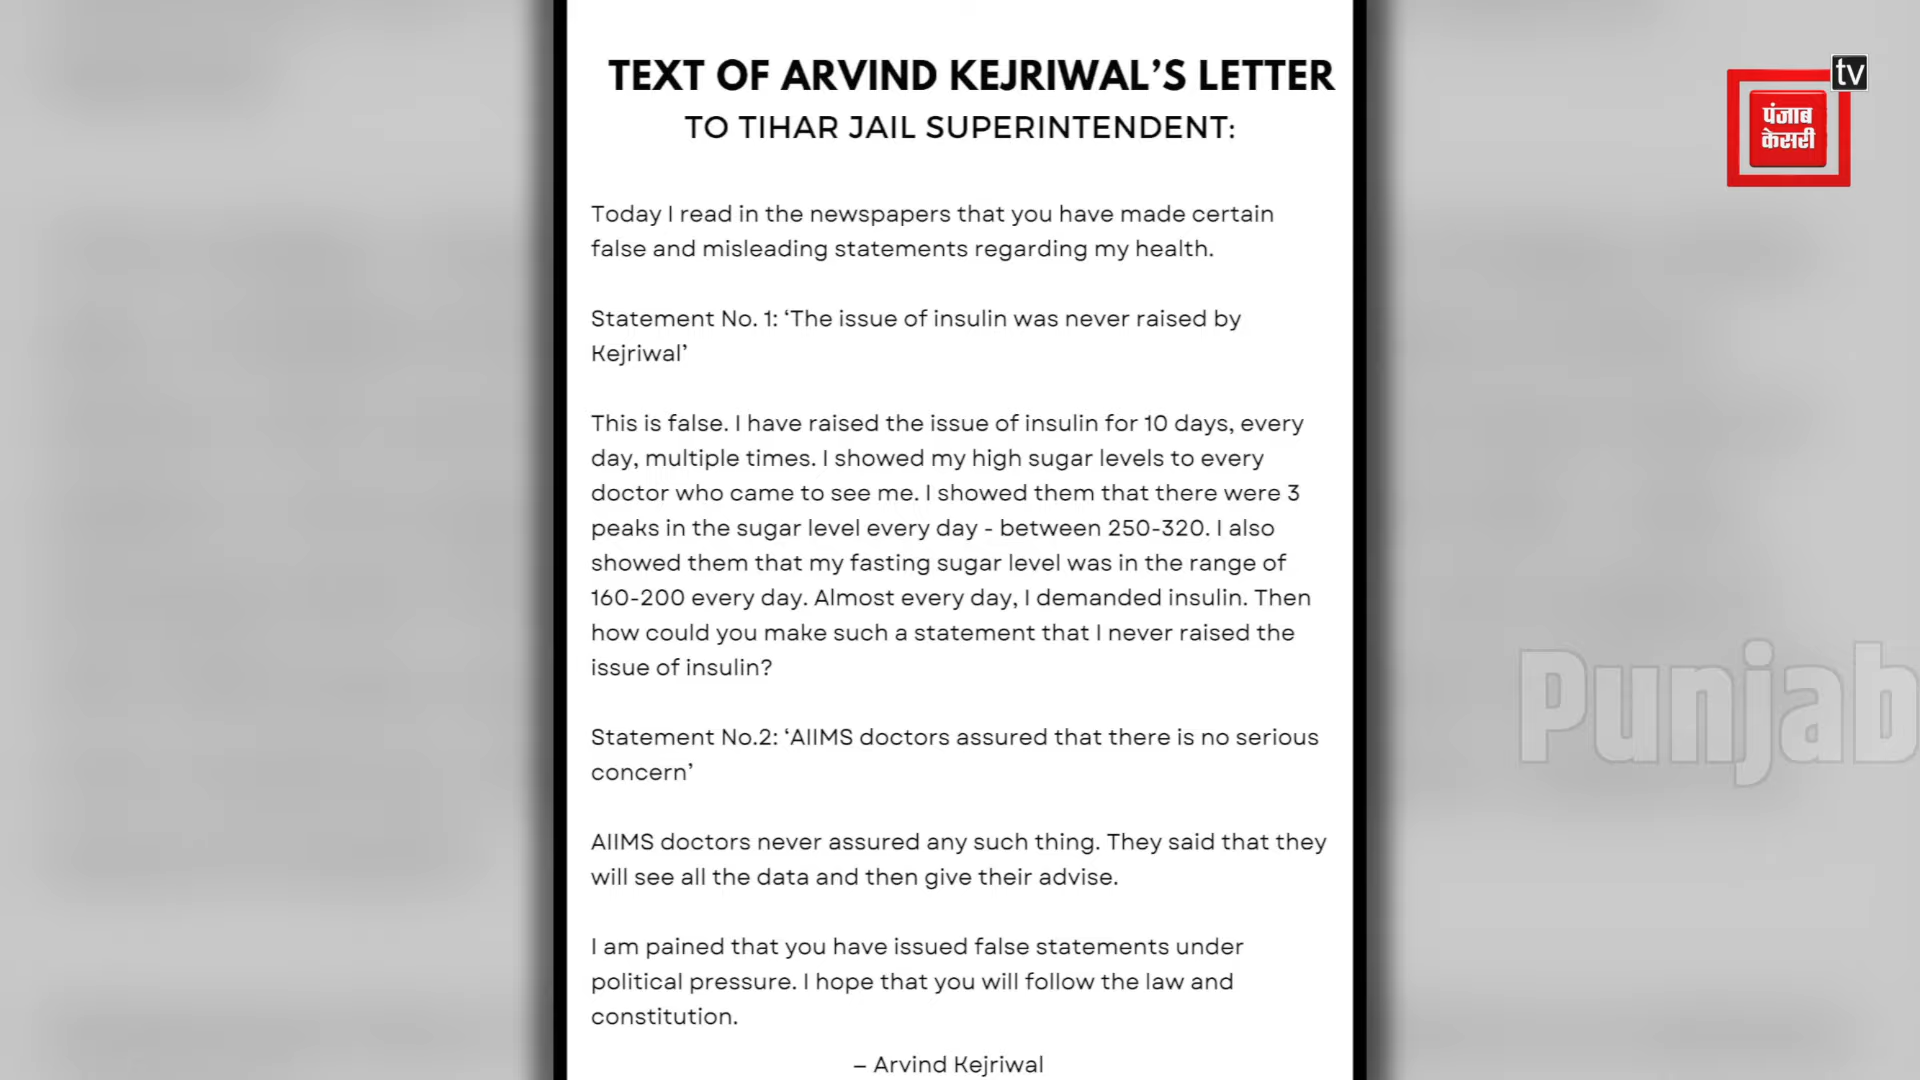 TEXT OF ARVIND KEJRIWAL’S LETTER
TO TIHAR JAIL SUPERINTENDENT:
tv
पंजाब
केसरी
Today I read in the newspapers that you have made certain
false and misleading statements regarding my health.
Statement No. 1: ‘The issue of insulin was never raised by
Kejriwal’
This is false. I have raised the issue of insulin for 10 days, every
day, multiple times. I showed my high sugar levels to every
doctor who came to see me. I showed them that there were 3
peaks in the sugar level every day - between 250-320. I also
showed them that my fasting sugar level was in the range of
160-200 every day. Almost every day, I demanded insulin. Then
how could you make such a statement that I never raised the
issue of insulin?
Statement No.2: ‘AIIMS doctors assured that there is no serious
concern’
AIIMS doctors never assured any such thing. They said that they
will see all the data and then give their advise.
I am pained that you have issued false statements under
political pressure. I hope that you will follow the law and
constitution.
– Arvind Kejriwal
Punjab